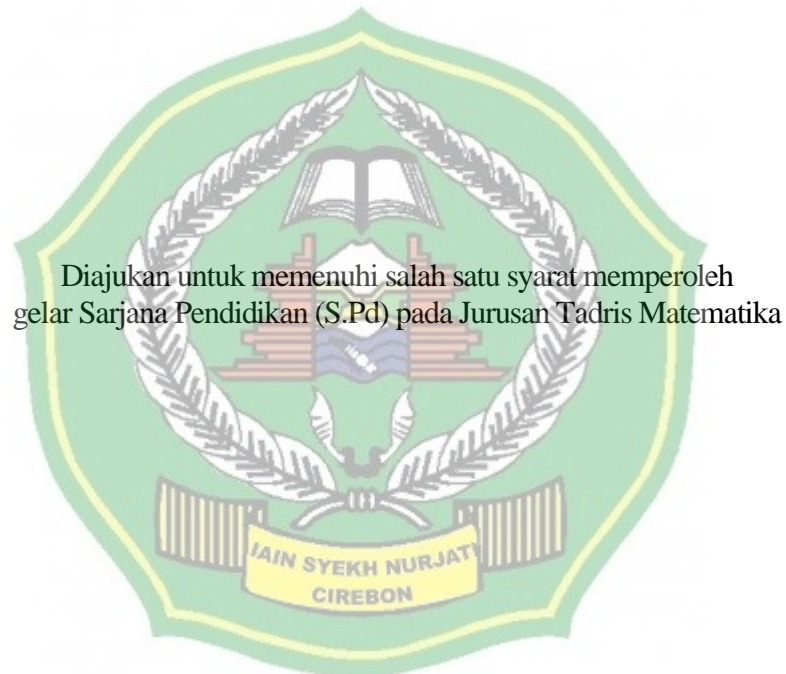 Diajukan untuk memenuhi salah satu syarat memperoleh
gelar Sarjana Pendidikan (S.Pd) pada Jurusan Tadris Matematika
IAIN SYEKH NURJATI
CIREBON